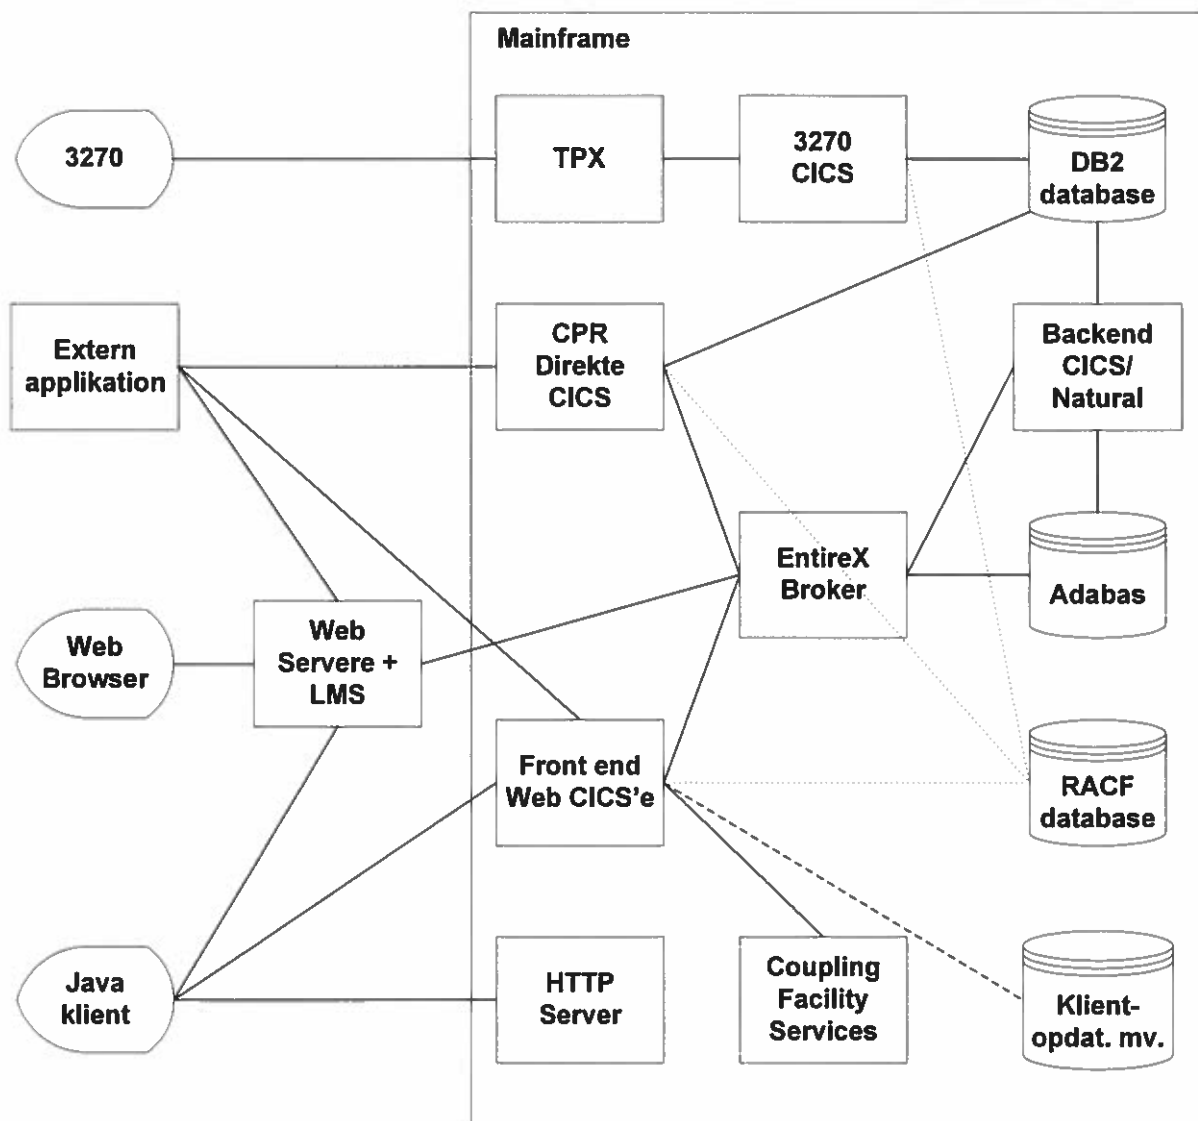 Mainframe
3270
TPX
3270
CICS
DB2
database
Extern
applikation
CPR
Direkte
CICS
Backend
CICS/
Natural
EntireX
Broker
Adabas
Web
Browser
Web
Servere +
LMS
Front end
Web CICS'e
RACF
database
Java
klient
HTTP
Server
Coupling
Facility
Services
Klient-
opdat. mv.